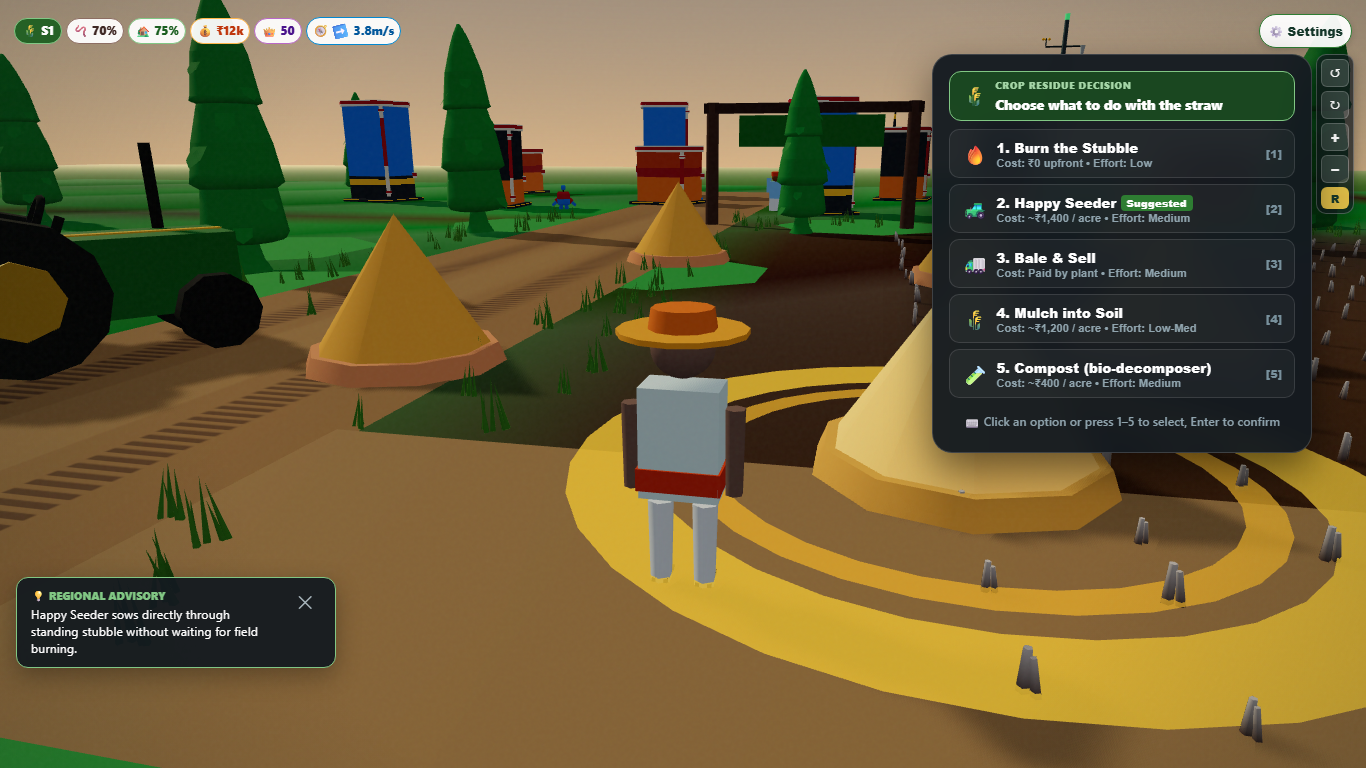 S1
70%
75%
₹12k
50
3.8m/s
Settings
CROP RESIDUE DECISION
Choose what to do with the straw
1. Burn the Stubble
Cost: ₹0 upfront • Effort: Low
[1]
2. Happy Seeder Suggested
Cost: ~₹1,400 / acre • Effort: Medium
[2]
3. Bale & Sell
Cost: Paid by plant • Effort: Medium
[3]
4. Mulch into Soil
Cost: ~₹1,200 / acre • Effort: Low-Med
[4]
5. Compost (bio-decomposer)
Cost: ~₹400 / acre • Effort: Medium
[5]
Click an option or press 1–5 to select, Enter to confirm
↺
↻
+
−
R
REGIONAL ADVISORY
Happy Seeder sows directly through
standing stubble without waiting for field
burning.